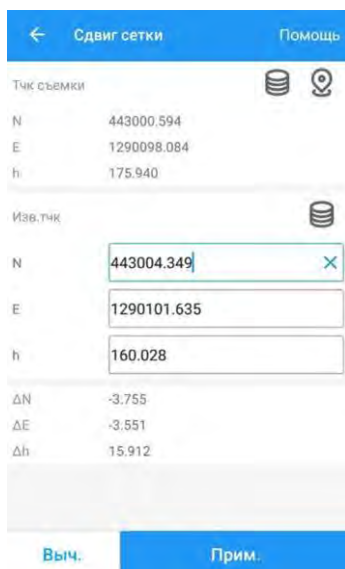 Сдвиг сетки Помощь
Тчк съемки
N 443000.594
E 1290098.084
h 175.940
Изв.тчк
N 443004.349
E 1290101.635
h 160.028
ΔN -3.755
ΔE -3.551
Δh 15.912
Выч. Прим.